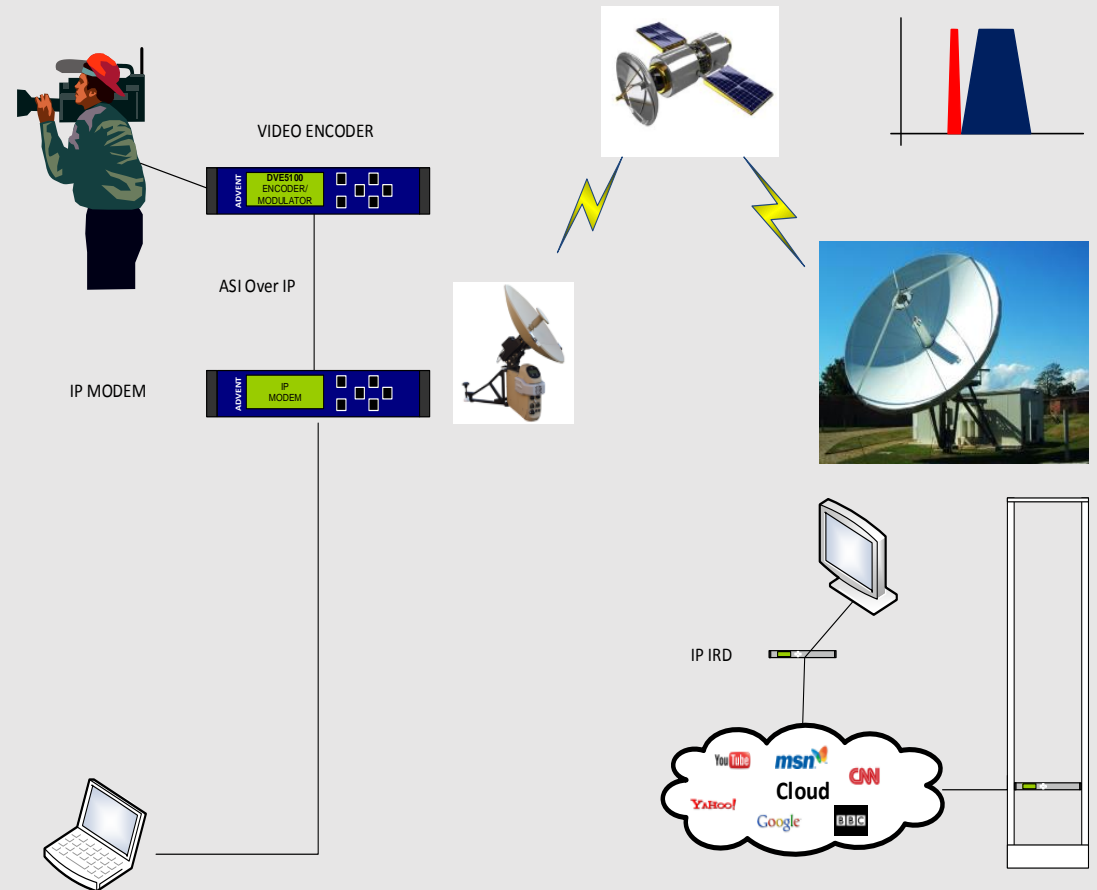 VIDEO ENCODER
ADVENT
DVE5100
ENCODER/
MODULATOR
ASI Over IP
IP MODEM
ADVENT
IP
MODEM
IP IRD
YouTube
msn
CNN
Cloud
YAHOO!
Google
BBC